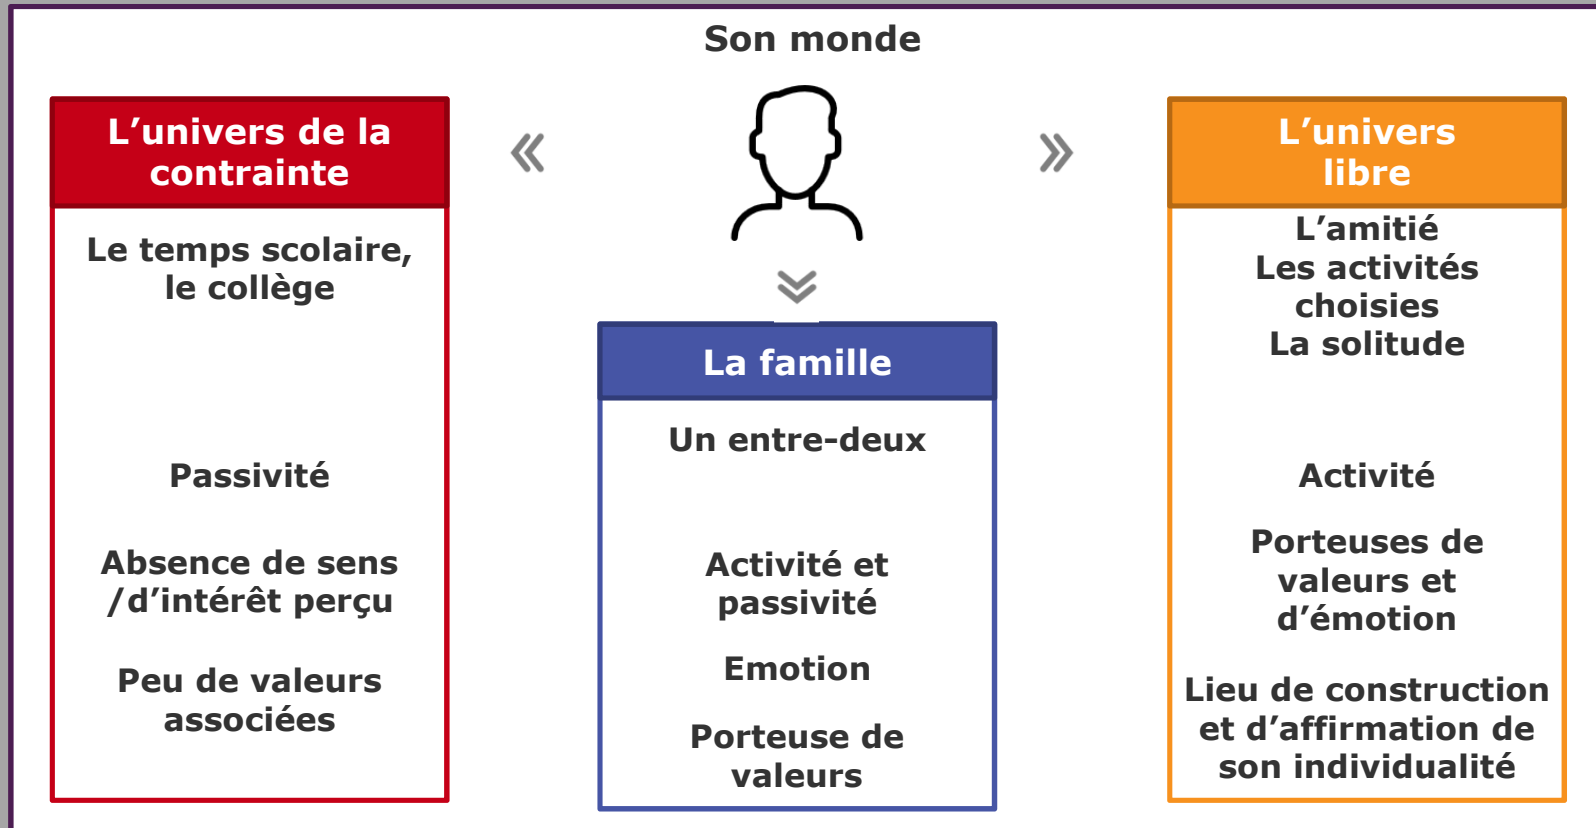 Son monde
L’univers de la
contrainte
Le temps scolaire,
le collège
Passivité
Absence de sens
/d’intérêt perçu
Peu de valeurs
associées
La famille
Un entre-deux
Activité et
passivité
Emotion
Porteuse de
valeurs
L’univers
libre
L’amitié
Les activités
choisies
La solitude
Activité
Porteuses de
valeurs et
d’émotion
Lieu de construction
et d’affirmation de
son individualité